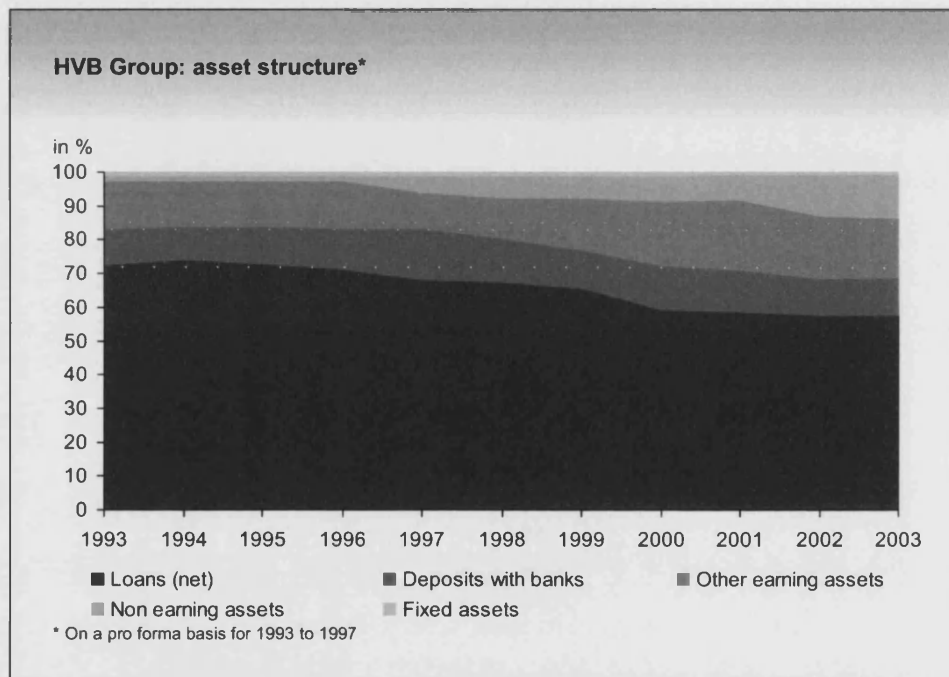 HVB Group: asset structure*
in %
100
90
80
70
60
50
40
30
20
10
0
1993 1994 1995 1996 1997 1998 1999 2000 2001 2002 2003
Loans (net) Deposits with banks Other earning assets
Non earning assets Fixed assets
* On a pro forma basis for 1993 to 1997